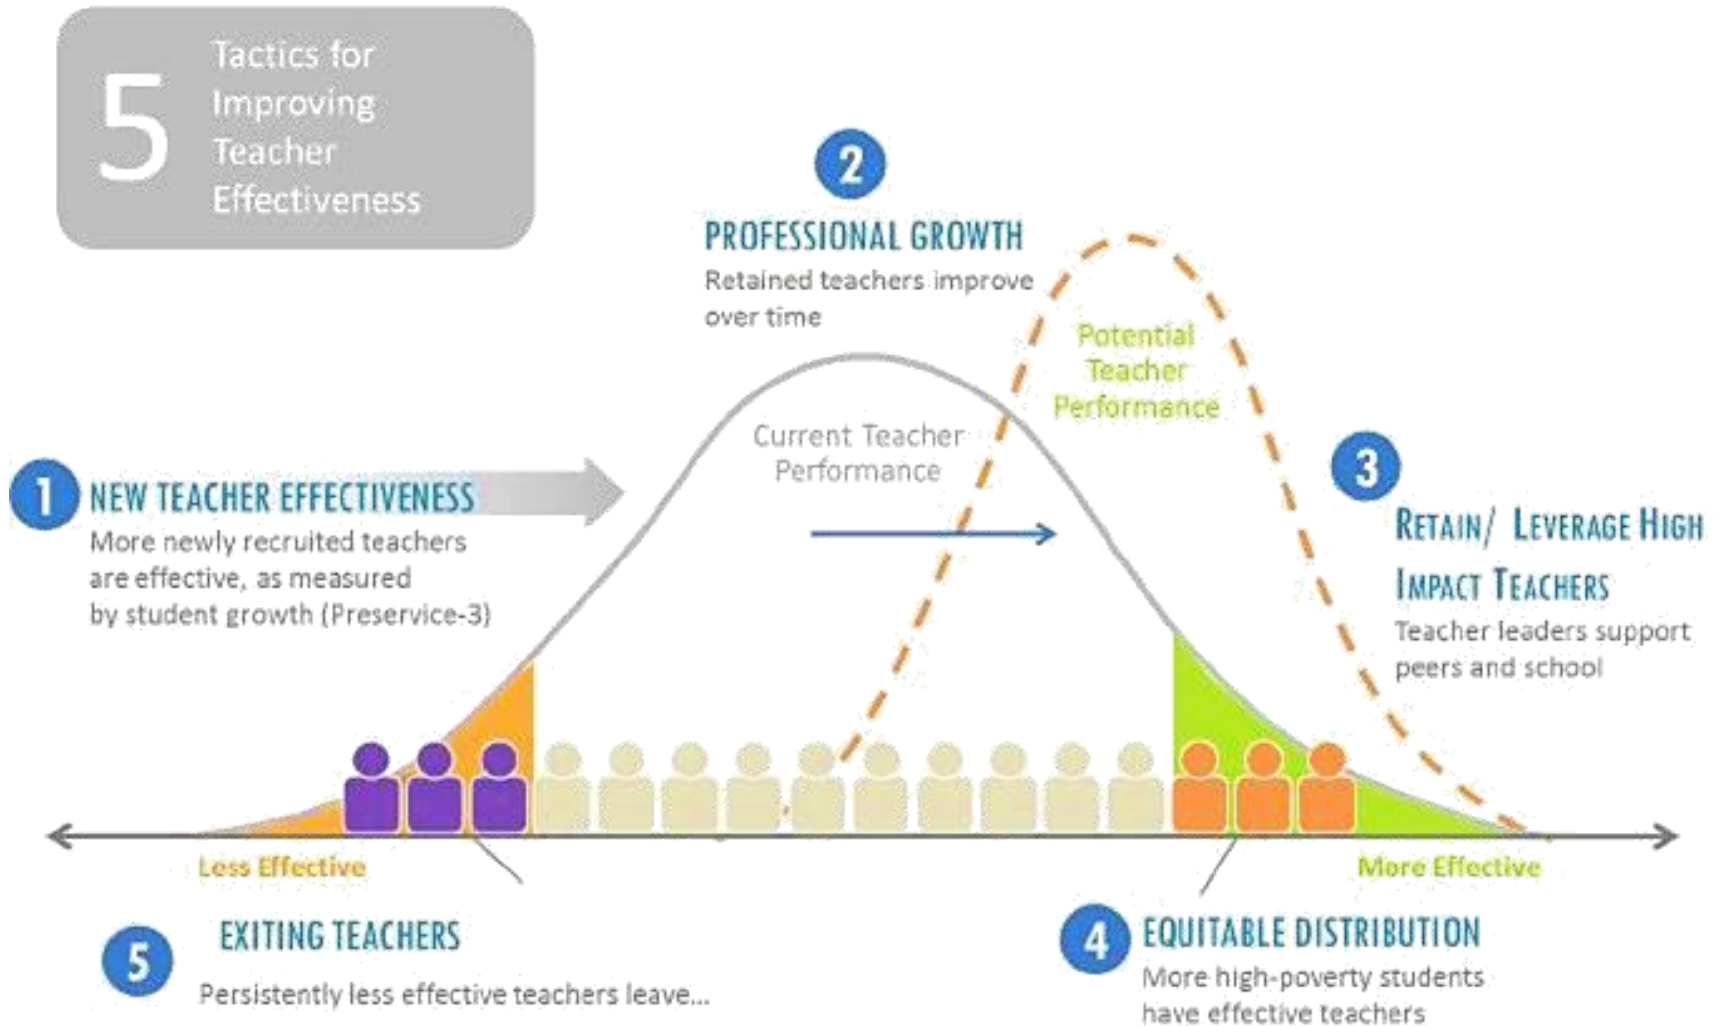 5
Tactics for
Improving
Teacher
Effectiveness
2
PROFESSIONAL GROWTH
Retained teachers improve
over time
Potential
Teacher
Performance
Current Teacher
Performance
1
NEW TEACHER EFFECTIVENESS
More newly recruited teachers
are effective, as measured
by student growth (Preservice-3)
3
RETAIN/ LEVERAGE HIGH
IMPACT TEACHERS
Teacher leaders support
peers and school
Less Effective
More Effective
5
EXITING TEACHERS
Persistently less effective teachers leave...
4
EQUITABLE DISTRIBUTION
More high-poverty students
have effective teachers